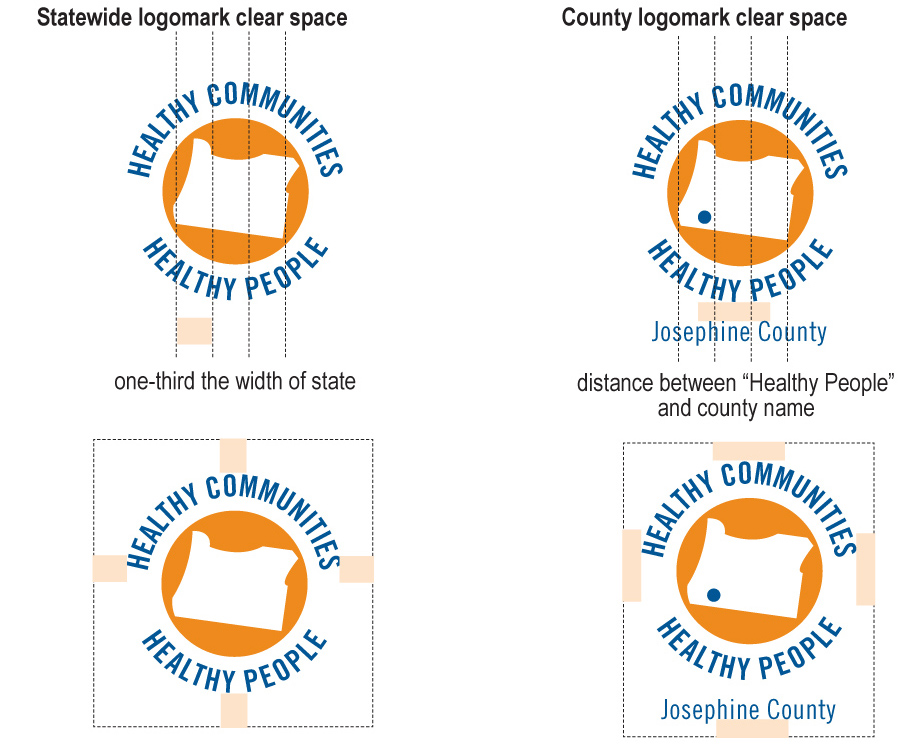 Statewide logomark clear space
HEALTHY COMMUNITIES
HEALTHY PEOPLE
one-third the width of state
HEALTHY COMMUNITIES
HEALTHY PEOPLE
County logomark clear space
HEALTHY COMMUNITIES
HEALTHY PEOPLE
Josephine County
distance between “Healthy People”
and county name
HEALTHY COMMUNITIES
HEALTHY PEOPLE
Josephine County